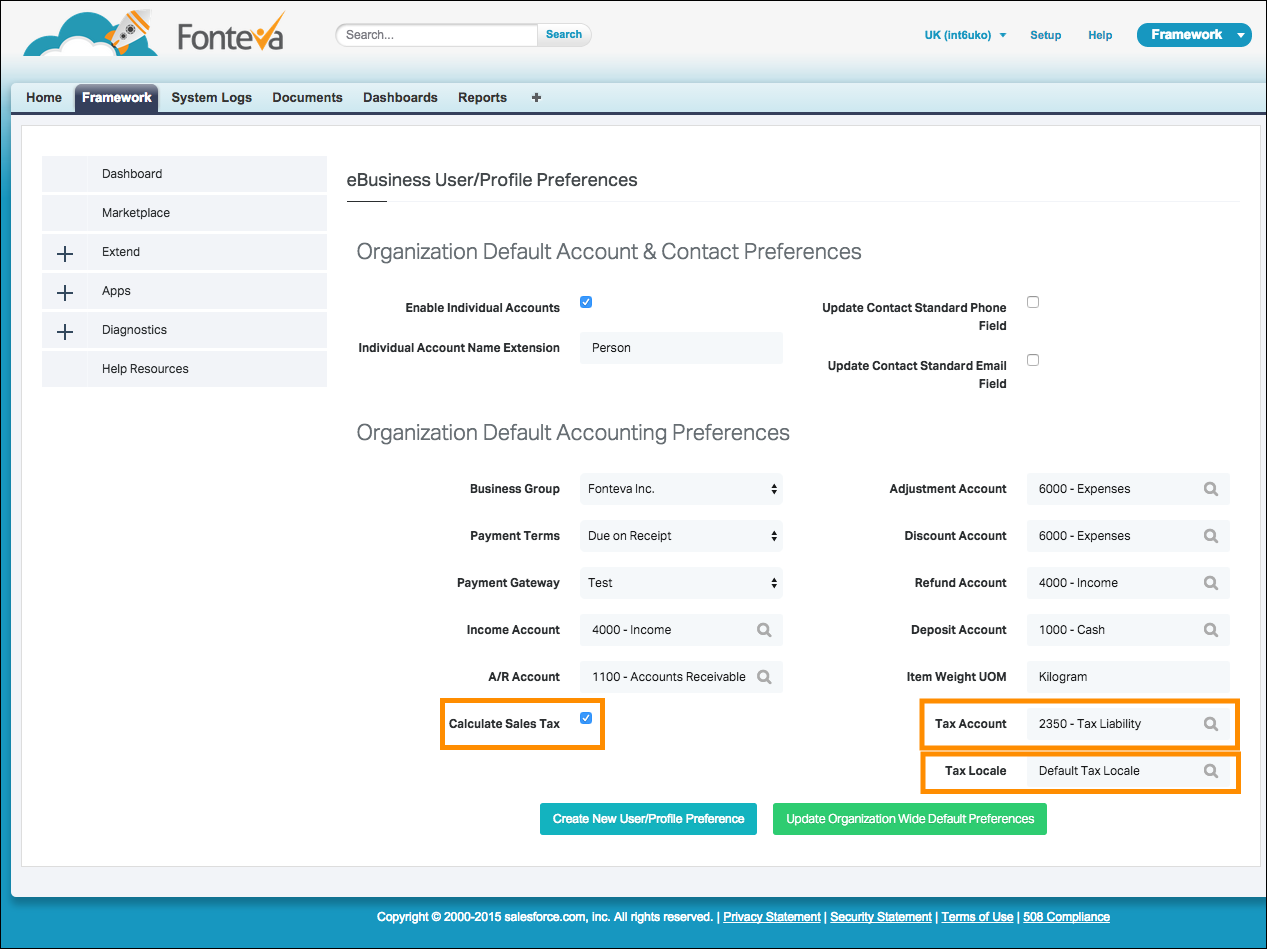 Fonteva
Search...
Search
UK (int6uko)
Setup
Help
Framework
Home
Framework
System Logs
Documents
Dashboards
Reports
+
Dashboard
Marketplace
Extend
Apps
Diagnostics
Help Resources
eBusiness User/Profile Preferences
Organization Default Account & Contact Preferences
Enable Individual Accounts
Individual Account Name Extension
Person
Update Contact Standard Phone
Field
Update Contact Standard Email
Field
Organization Default Accounting Preferences
Business Group
Fonteva Inc.
Payment Terms
Due on Receipt
Payment Gateway
Test
Income Account
4000 - Income
A/R Account
1100 - Accounts Receivable
Calculate Sales Tax
Adjustment Account
6000 - Expenses
Discount Account
6000 - Expenses
Refund Account
4000 - Income
Deposit Account
1000 - Cash
Item Weight UOM
Kilogram
Tax Account
2350 - Tax Liability
Tax Locale
Default Tax Locale
Create New User/Profile Preference
Update Organization Wide Default Preferences
Copyright © 2000-2015 salesforce.com, inc. All rights reserved. | Privacy Statement | Security Statement | Terms of Use | 508 Compliance